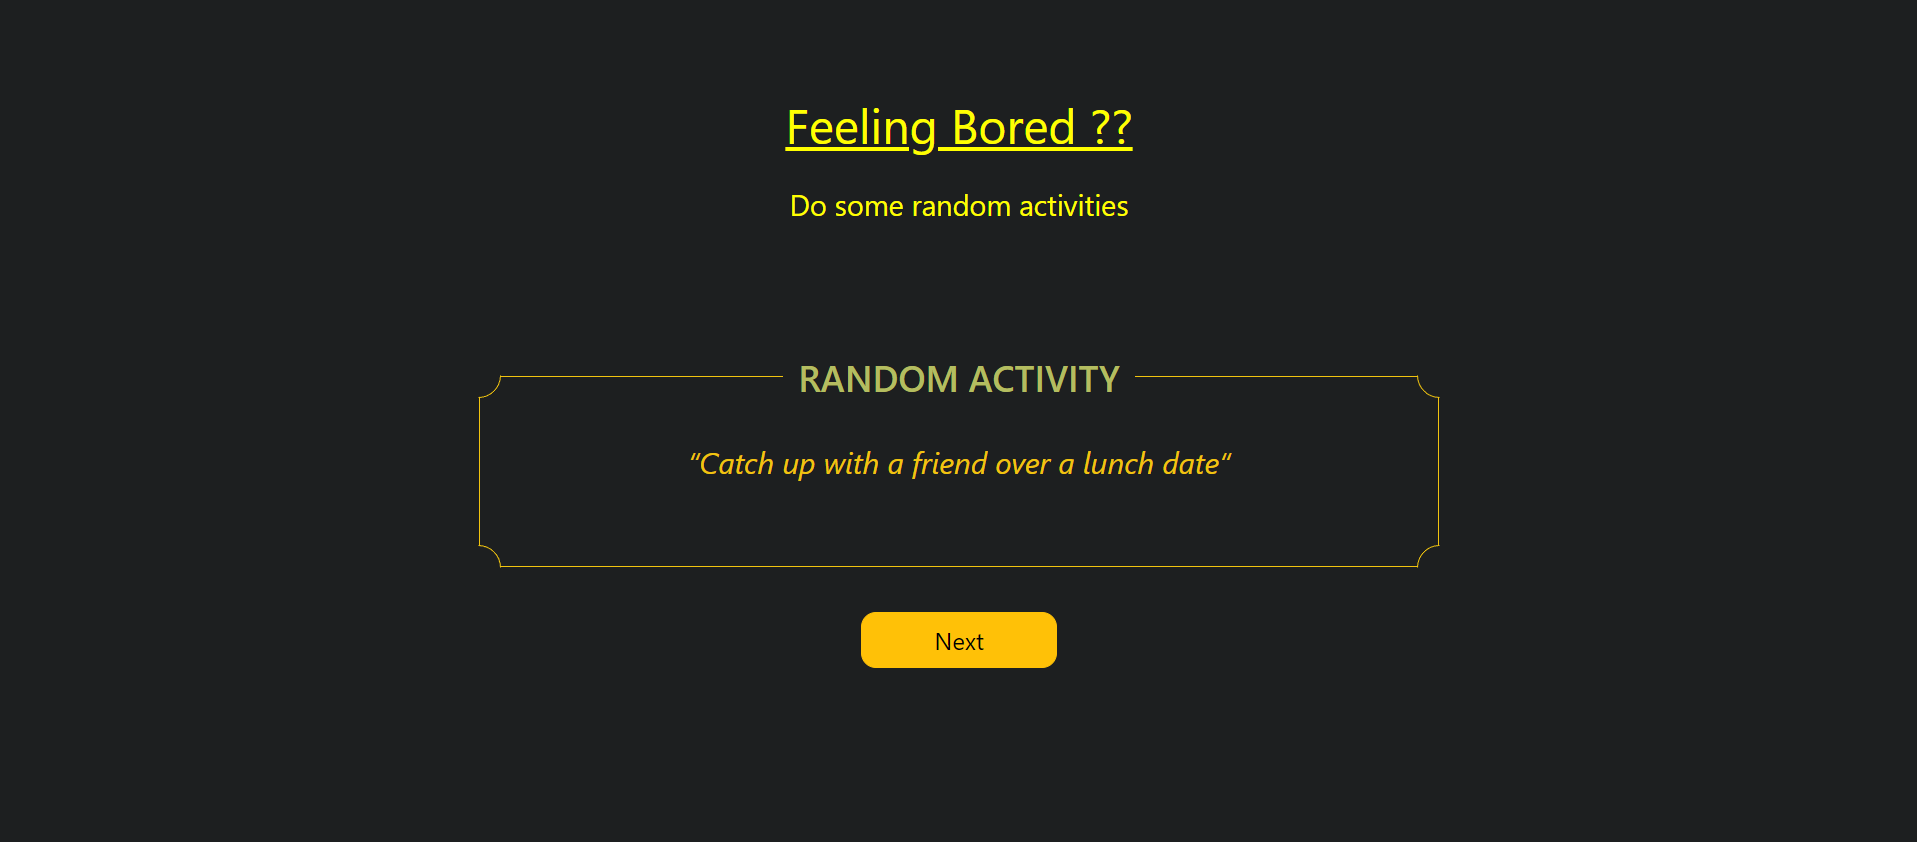 Feeling Bored ??
Do some random activities
RANDOM ACTIVITY
“Catch up with a friend over a lunch date“
Next